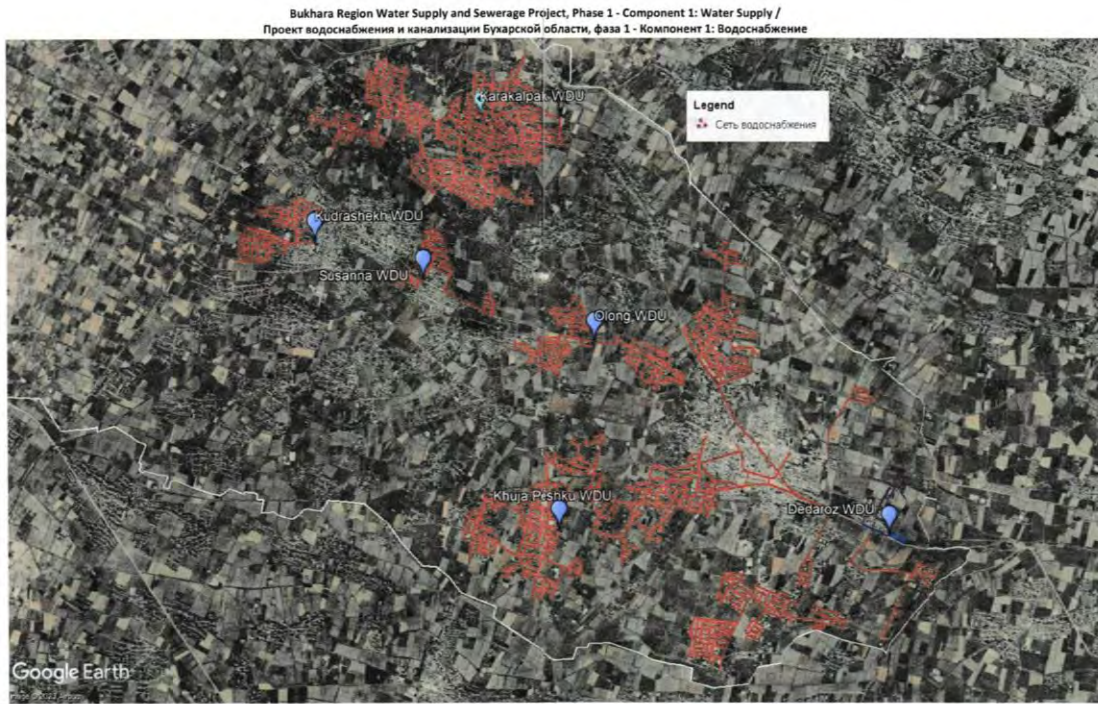 Bukhara Region Water Supply and Sewerage Project, Phase 1 - Component 1: Water Supply /
Проект водоснабжения и канализации Бухарской области, фаза 1 - Компонент 1: Водоснабжение
Karakalpak WDU
Legend
Сеть водоснабжения
Kudrashekh WDU
Susanna WDU
Olong WDU
Khuja Peshku WDU
Dedaroz WDU
Google Earth